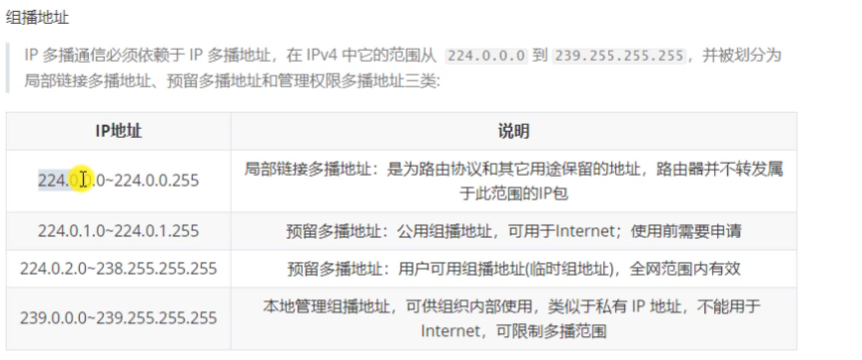 组播地址
IP 多播通信必须依赖于 IP 多播地址，在 IPv4 中它的范围从 224.0.0.0 到 239.255.255.255，并被划分为
局部链接多播地址、预留多播地址和管理权限多播地址三类:
IP地址 说明
224.0.0.0~224.0.0.255 局部链接多播地址：是为路由协议和其它用途保留的地址，路由器并不转发属
于此范围的IP包
224.0.1.0~224.0.1.255 预留多播地址：公用组播地址，可用于Internet；使用前需要申请
224.0.2.0~238.255.255.255 预留多播地址：用户可用组播地址(临时组地址)，全网范围内有效
239.0.0.0~239.255.255.255 本地管理组播地址，可供组织内部使用，类似于私有 IP 地址，不能用于
Internet，可限制多播范围